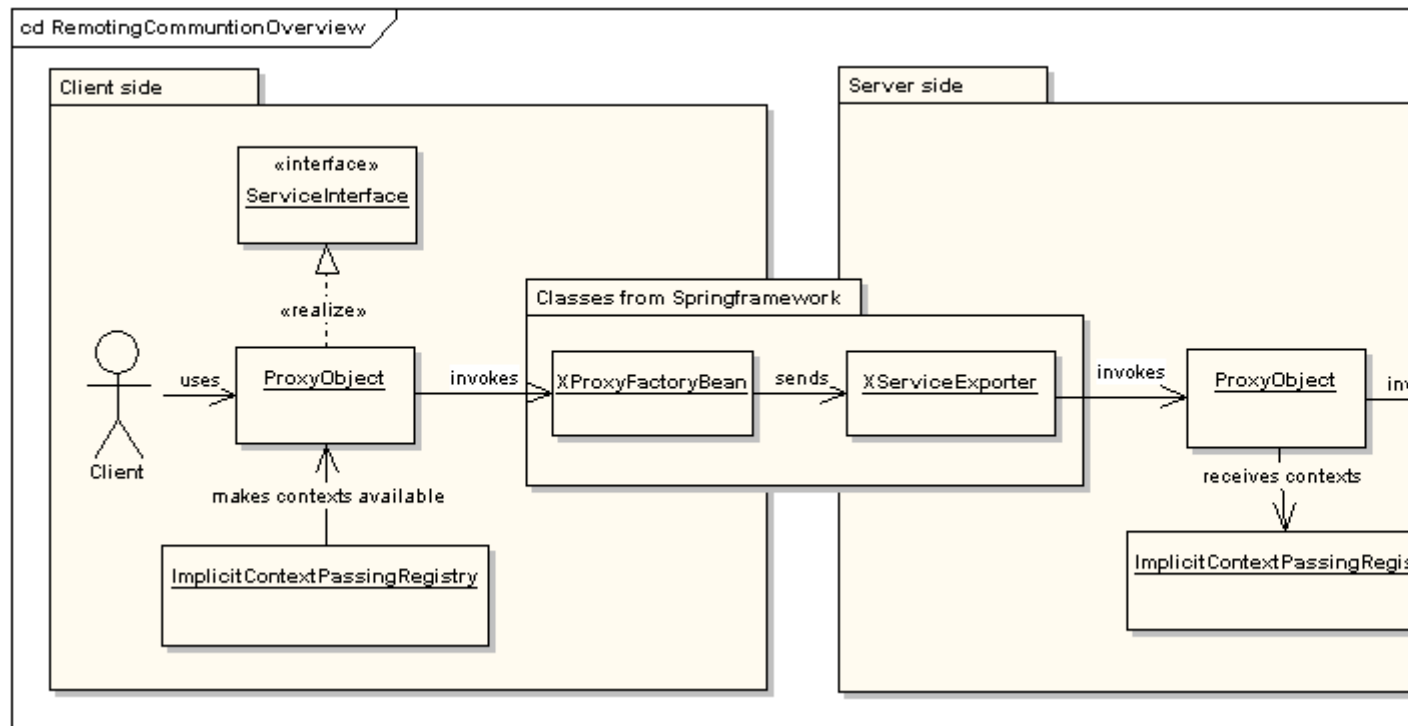 cd RemotingCommuntionOverview
Client side
Server side
«interface»
ServiceInterface
Classes from Springframework
«realize»
uses
ProxyObject
invokes
XProxyFactoryBean
sends
XServiceExporter
invokes
ProxyObject
Client
makes contexts available
receives contexts
ImplicitContextPassingRegistry